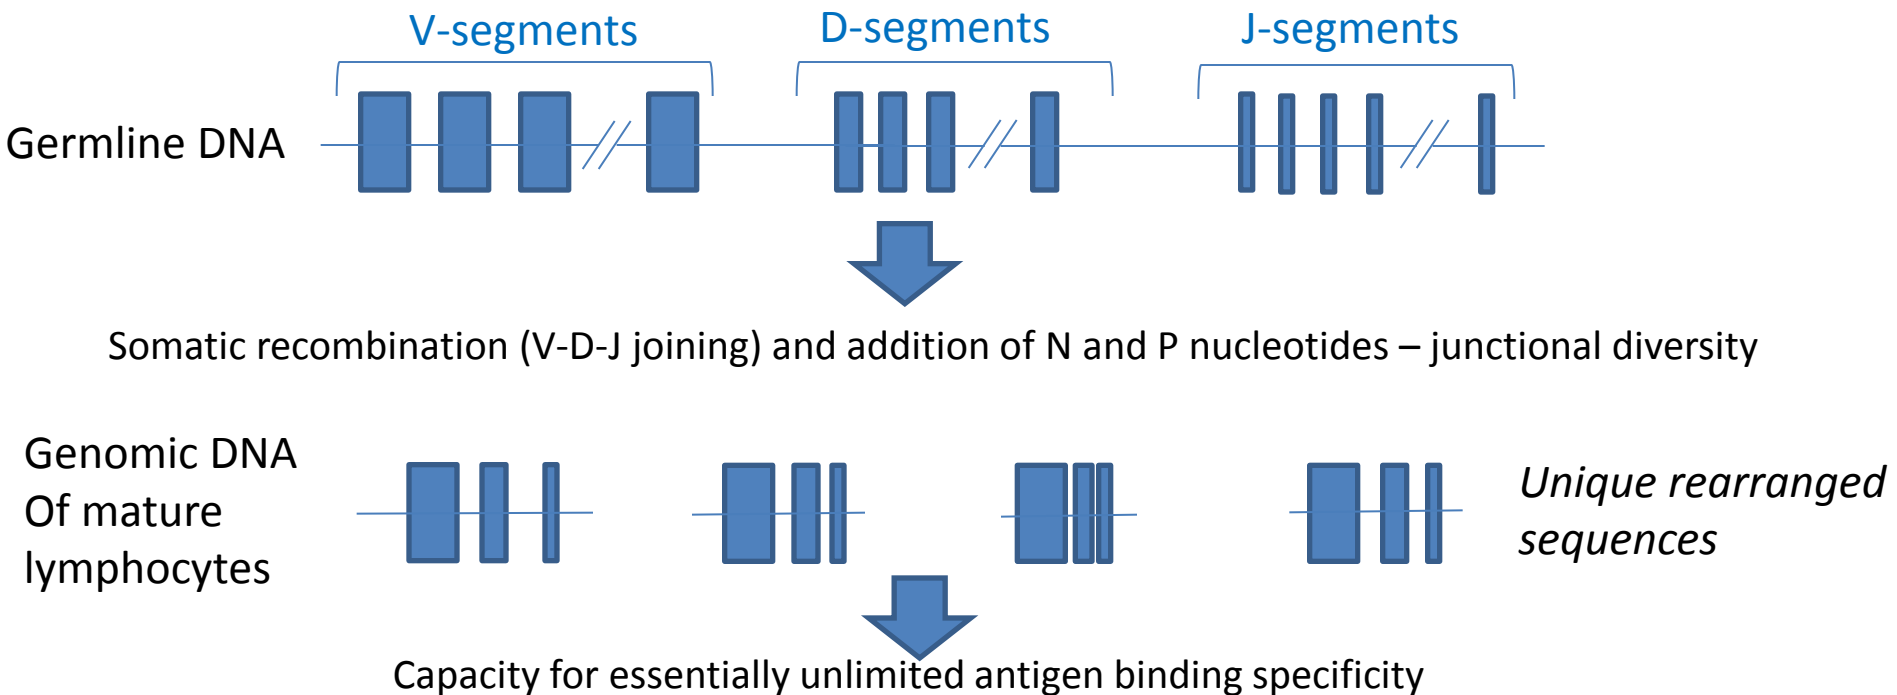 V-segments
D-segments
J-segments
Germline DNA
Somatic recombination (V-D-J joining) and addition of N and P nucleotides – junctional diversity
Genomic DNA
Of mature
lymphocytes
Unique rearranged
sequences
Capacity for essentially unlimited antigen binding specificity